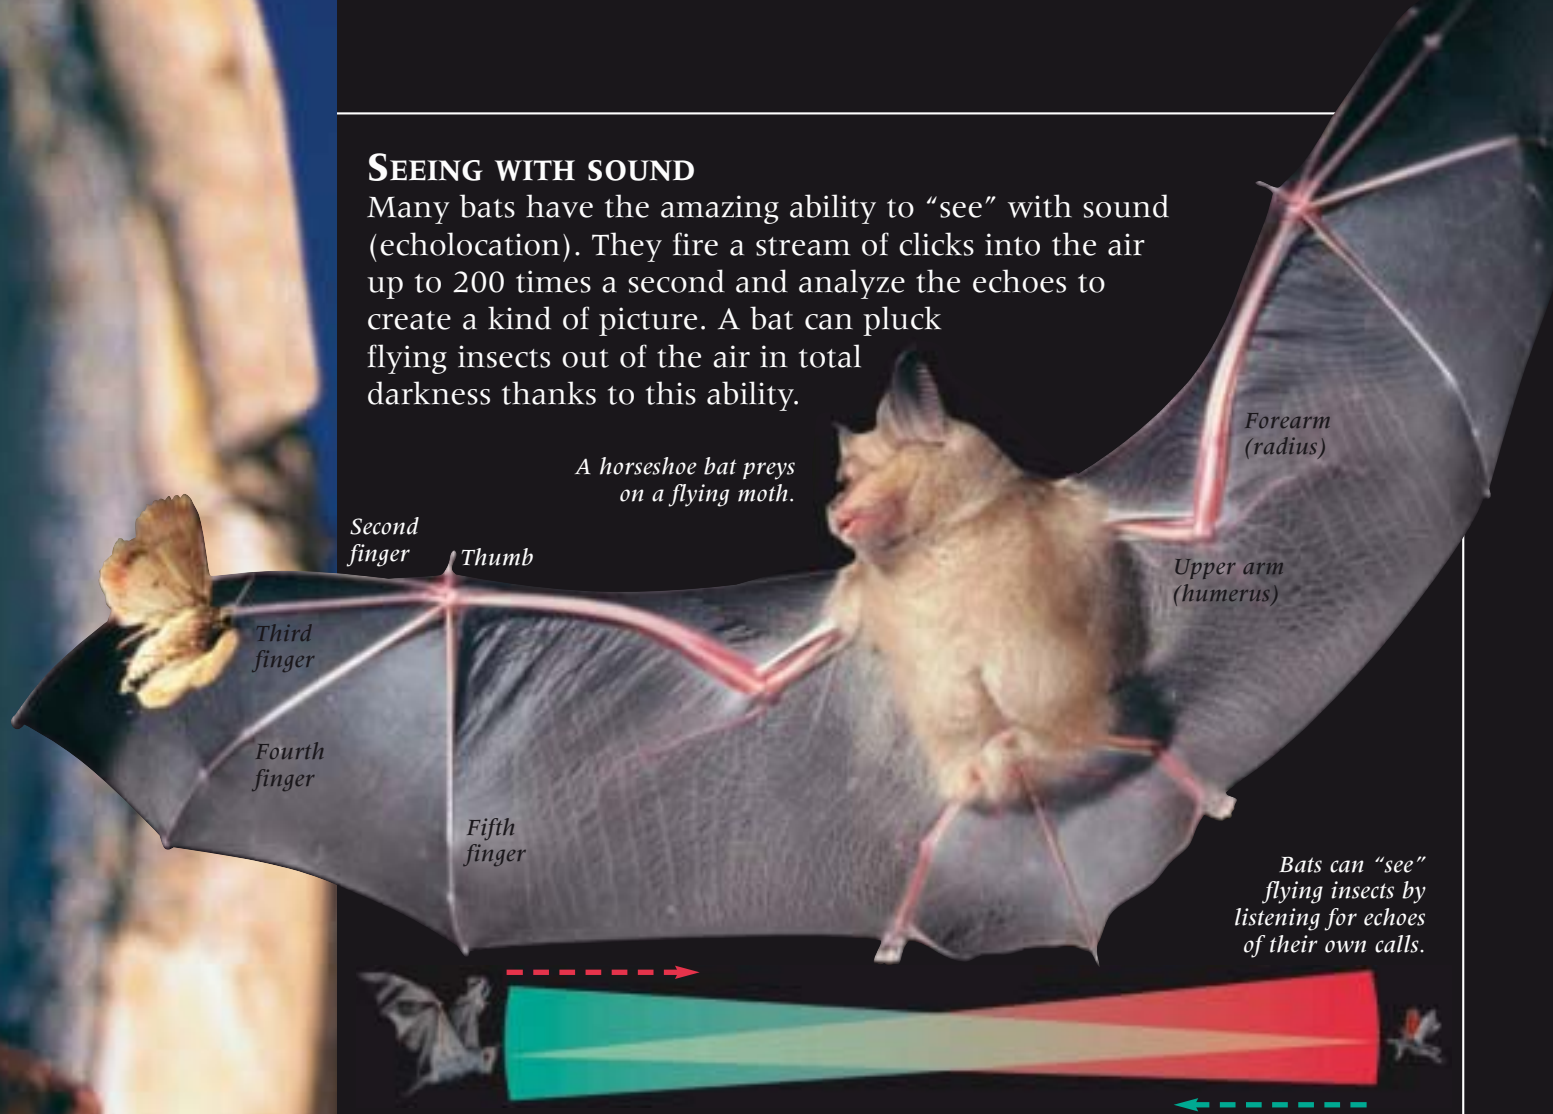 SEEING WITH SOUND
Many bats have the amazing ability to “see” with sound
(echolocation). They fire a stream of clicks into the air
up to 200 times a second and analyze the echoes to
create a kind of picture. A bat can pluck
flying insects out of the air in total
darkness thanks to this ability.
A horseshoe bat preys
on a flying moth.
Forearm
(radius)
Second
finger
Thumb
Upper arm
(humerus)
Third
finger
Fourth
finger
Fifth
finger
Bats can “see”
flying insects by
listening for echoes
of their own calls.